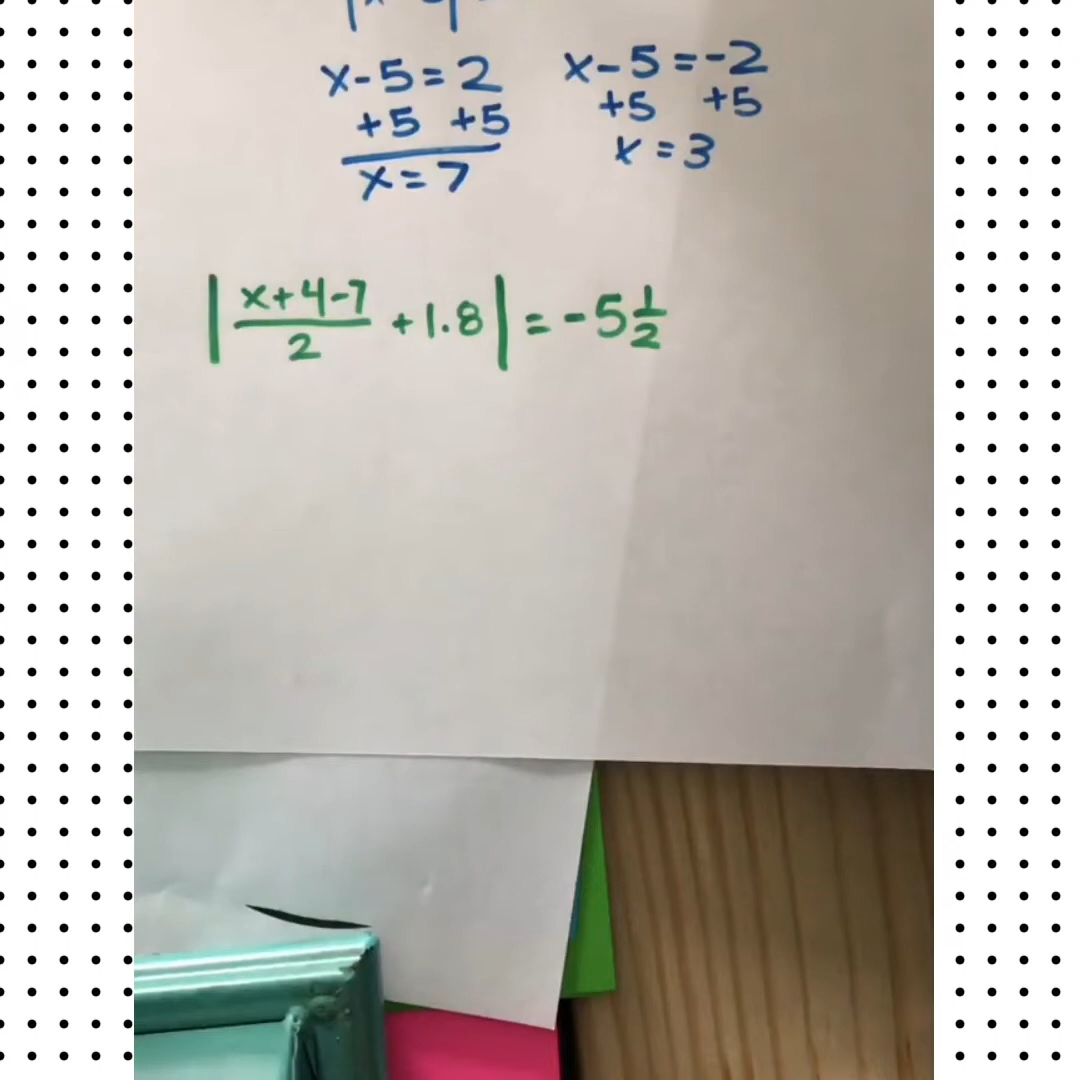 x-5=2 x-5=-2
+5 +5 +5 +5
x=7 x=3
|x+4-7/2 +1.8|=-5 1/2